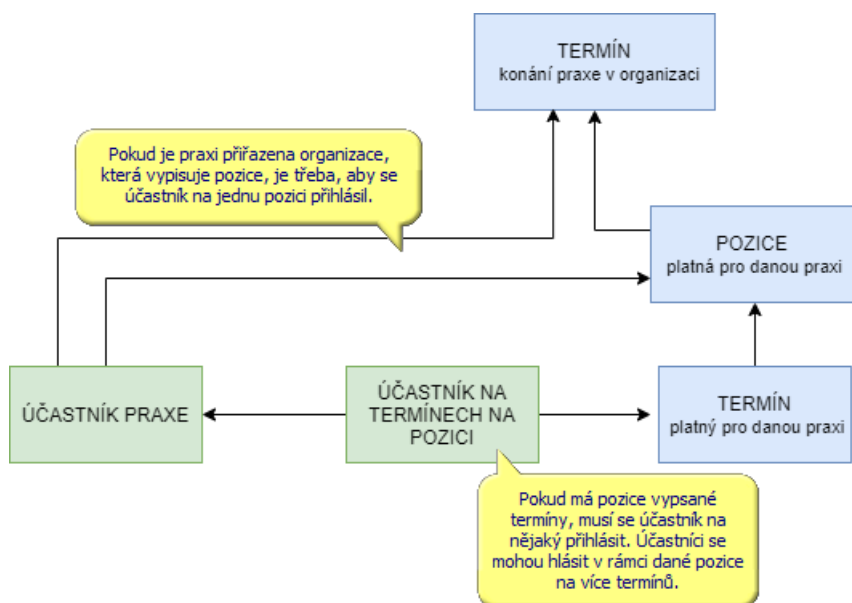 TERMÍN
konání praxe v organizaci
Pokud je praxi přiřazena organizace,
která vypisuje pozice, je třeba, aby se
účastník na jednu pozici přihlásil.
POZICE
platná pro danou praxi
ÚČASTNÍK PRAXE
ÚČASTNÍK NA
TERMÍNECH NA
POZICI
TERMÍN
platný pro danou praxi
Pokud má pozice vypsané
termíny, musí se účastník na
nějaký přihlásit. Účastníci se
mohou hlásit v rámci dané pozice
na více termínů.